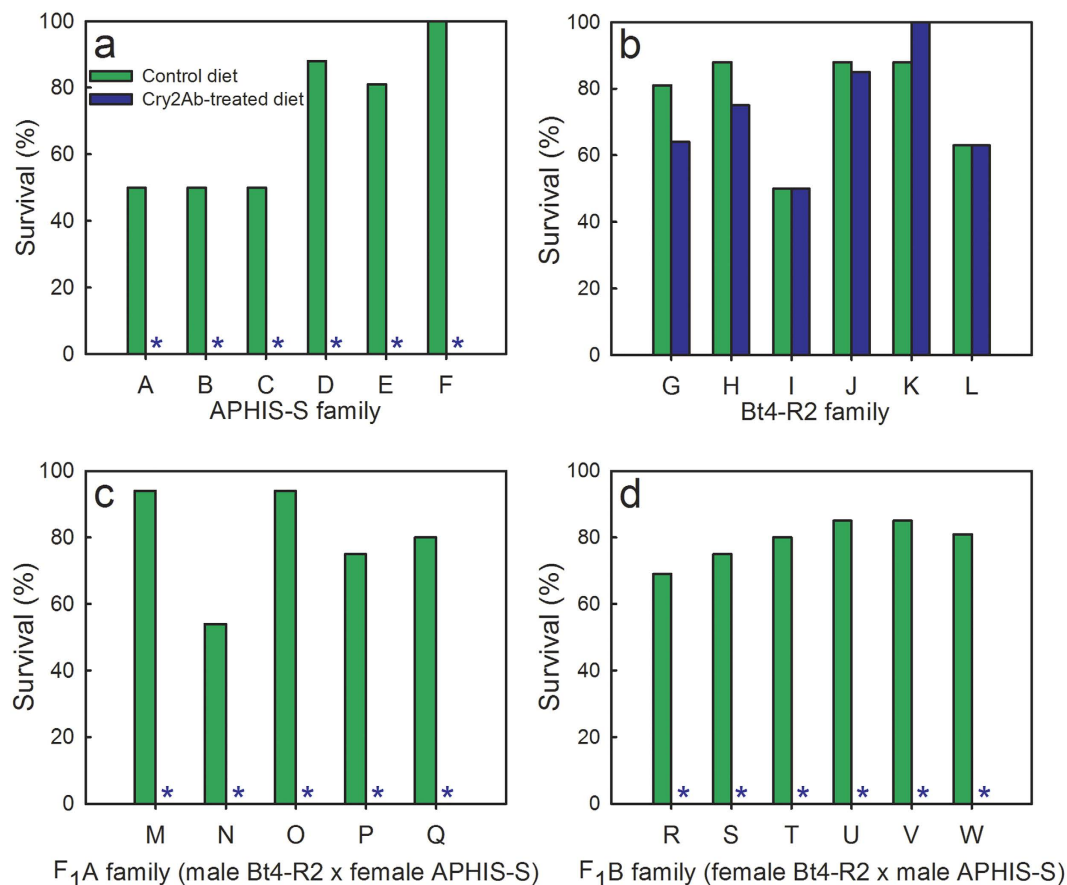 a
Control diet
Cry2Ab-treated diet
Survival (%)
100
80
60
40
20
0
* * * * * *
A B C D E F
APHIS-S family
b
Survival (%)
100
80
60
40
20
0
G H I J K L
Bt4-R2 family
c
Survival (%)
100
80
60
40
20
0
* * * * *
M N O P Q
F₁A family (male Bt4-R2 x female APHIS-S)
d
Survival (%)
100
80
60
40
20
0
* * * * * *
R S T U V W
F₁B family (female Bt4-R2 x male APHIS-S)